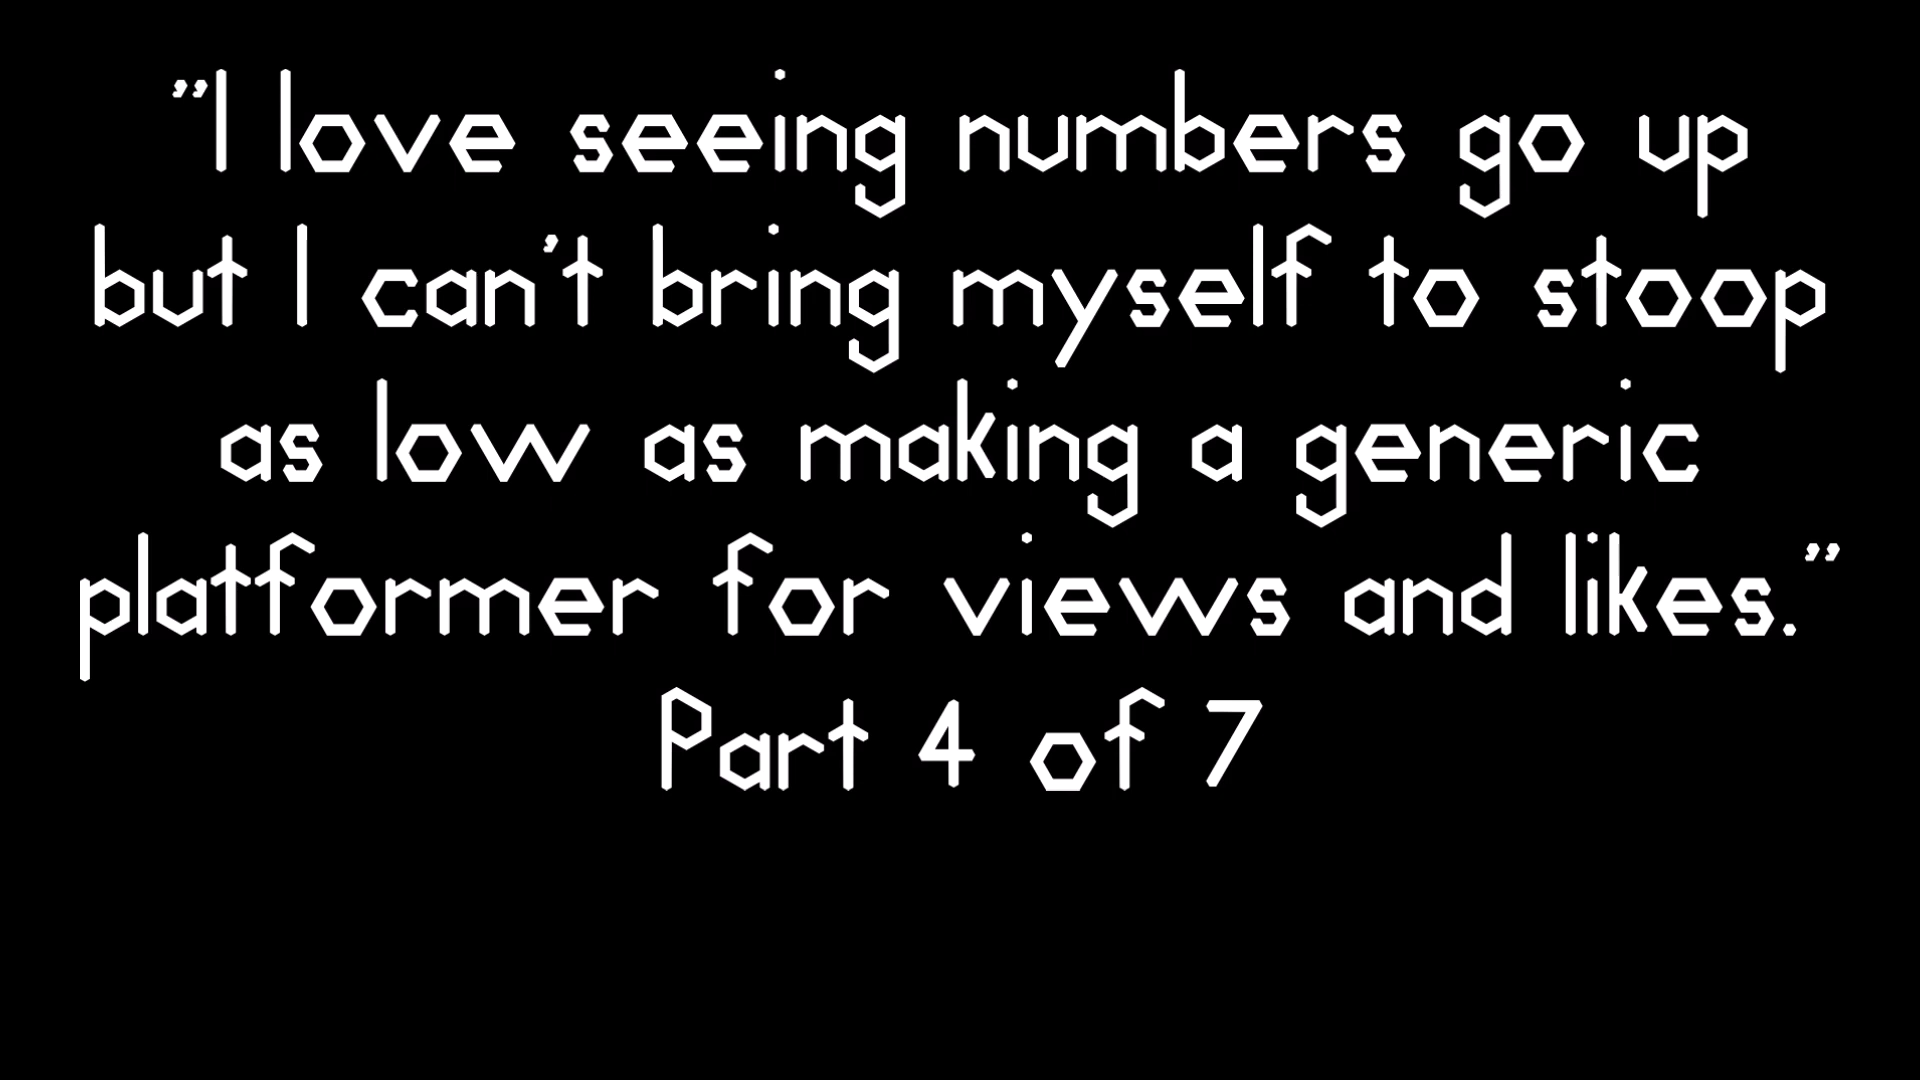 "I love seeing numbers go up
but I can't bring myself to stoop
as low as making a generic
platformer for views and likes."
Part 4 of 7